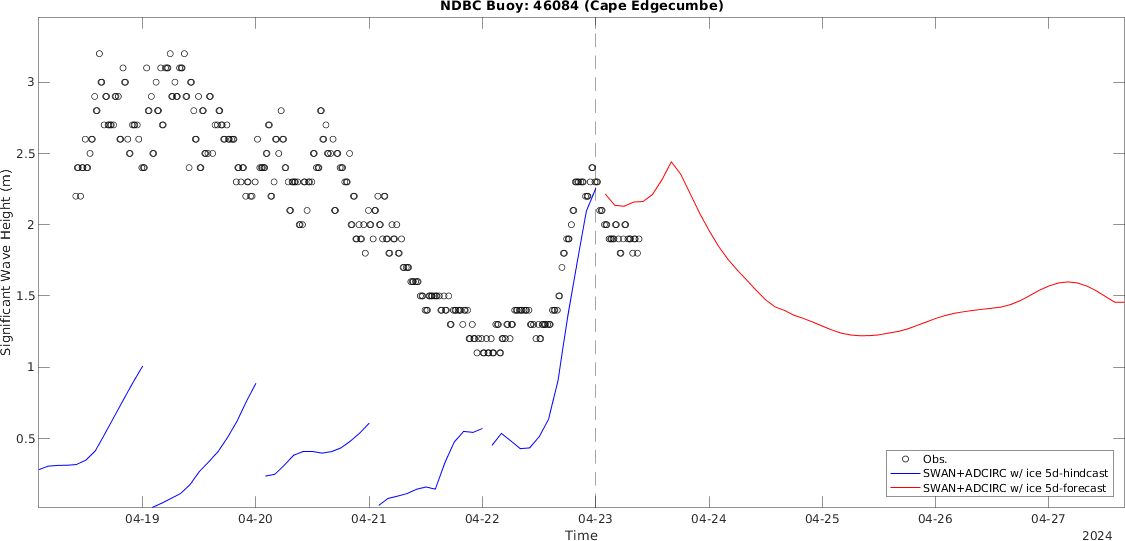 NDBC Buoy: 46084 (Cape Edgecumbe)
Significant Wave Height (m)
3
2.5
2
1.5
1
0.5
Obs.
SWAN+ADCIRC w/ ice 5d-hindcast
SWAN+ADCIRC w/ ice 5d-forecast
04-19 04-20 04-21 04-22 04-23 04-24 04-25 04-26 04-27
Time
2024